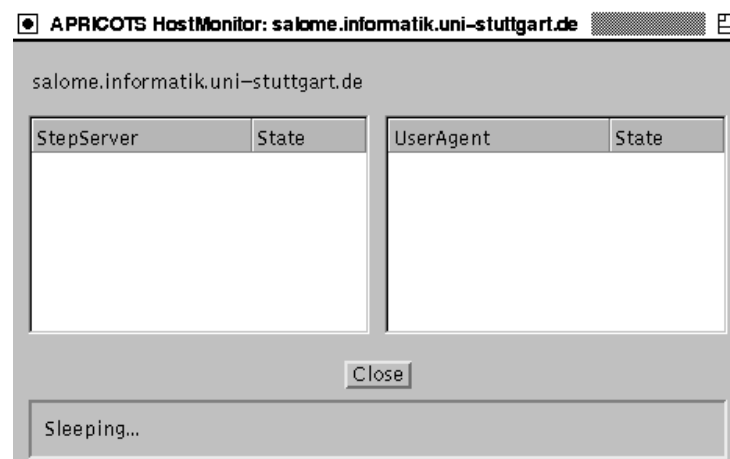 APRICOTS HostMonitor: salome.informatik.uni-stuttgart.de
salome.informatik.uni-stuttgart.de
StepServer State UserAgent State
Close
Sleeping...